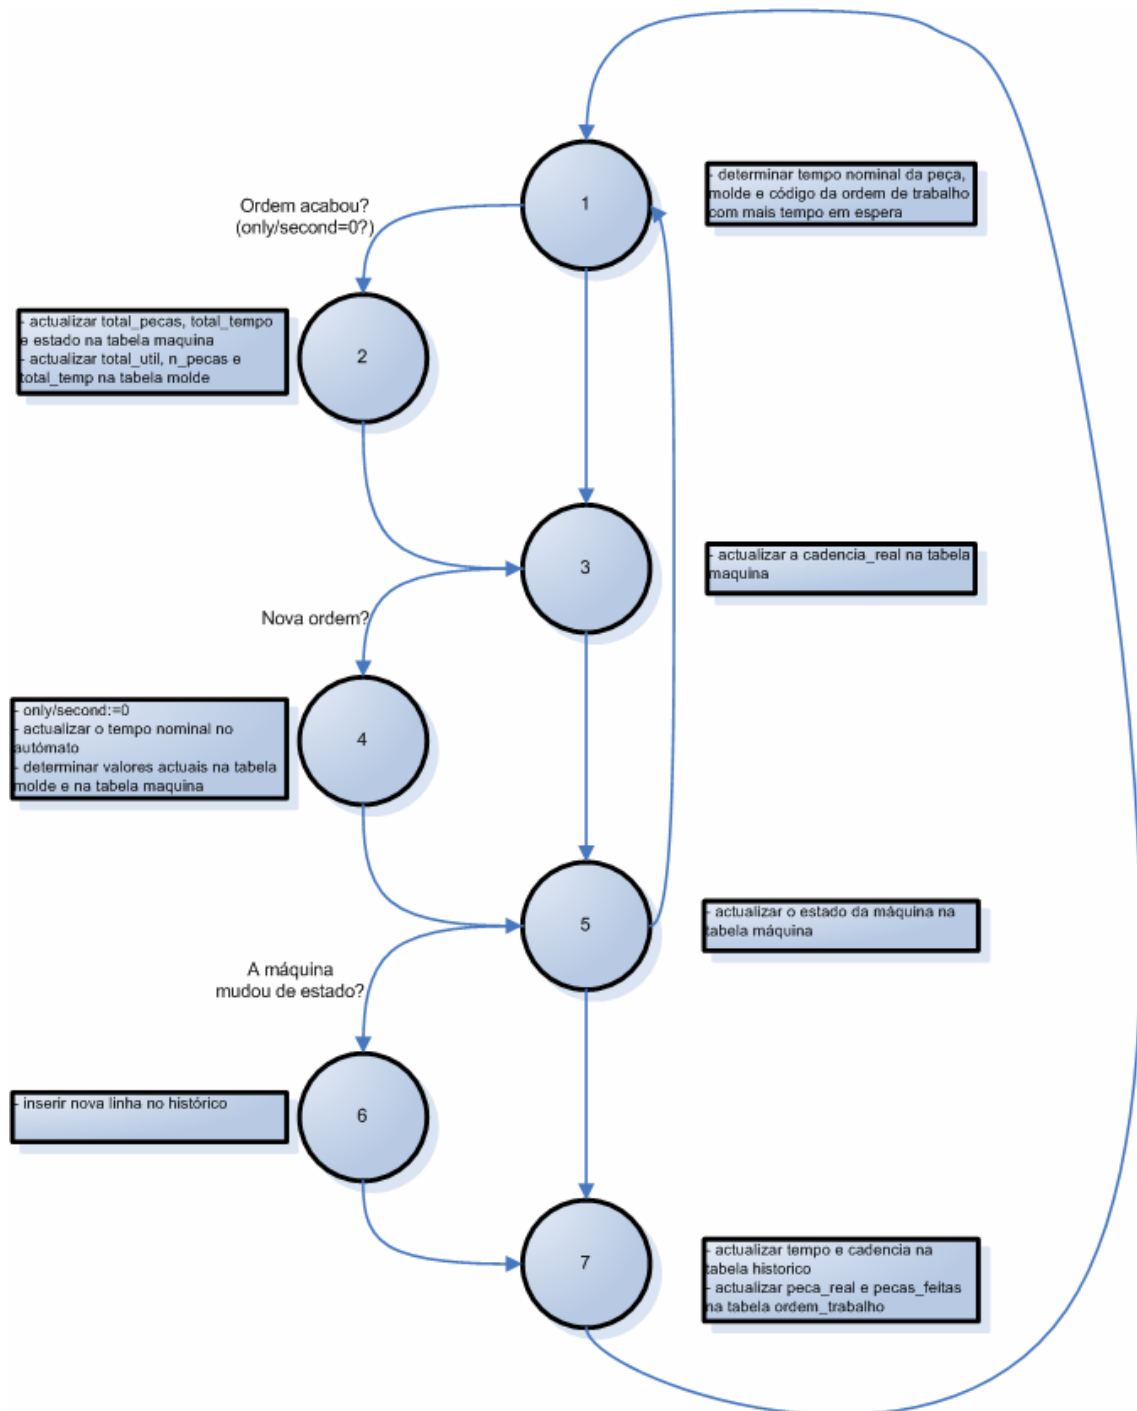 1
- determinar tempo nominal da peça,
molde e código da ordem de trabalho
com mais tempo em espera
Ordem acabou?
(only/second=0?)
- actualizar total_pecas, total_tempo
e estado na tabela maquina
- actualizar total_util, n_pecas e
total_temp na tabela molde
2
3
- actualizar a cadencia_real na tabela
maquina
Nova ordem?
- only/second:=0
- actualizar o tempo nominal no
autómato
- determinar valores actuais na tabela
molde e na tabela maquina
4
5
- actualizar o estado da máquina na
tabela máquina
A máquina
mudou de estado?
- inserir nova linha no histórico
6
7
- actualizar tempo e cadencia na
tabela historico
- actualizar peca_real e pecas_feitas
na tabela ordem_trabalho